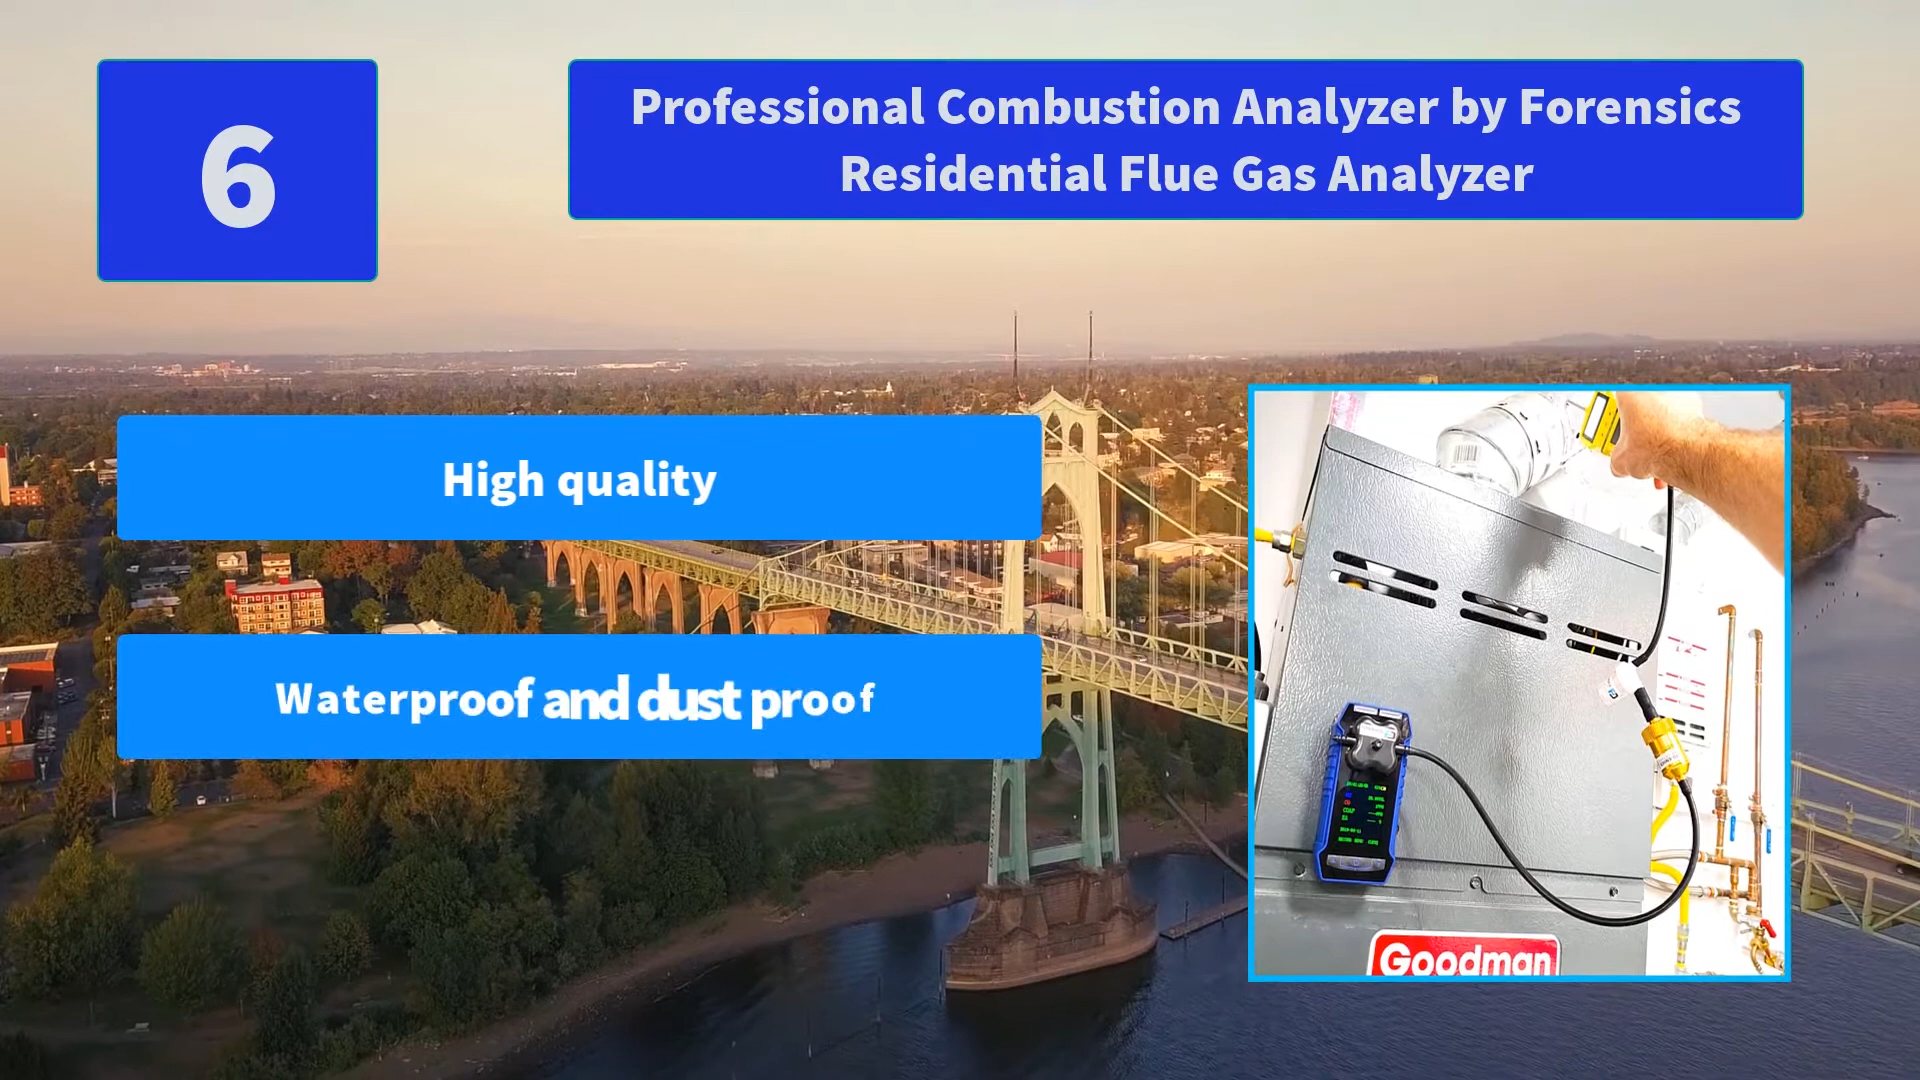 6
Professional Combustion Analyzer by Forensics
Residential Flue Gas Analyzer
High quality
Waterproof and dust proof
Goodman